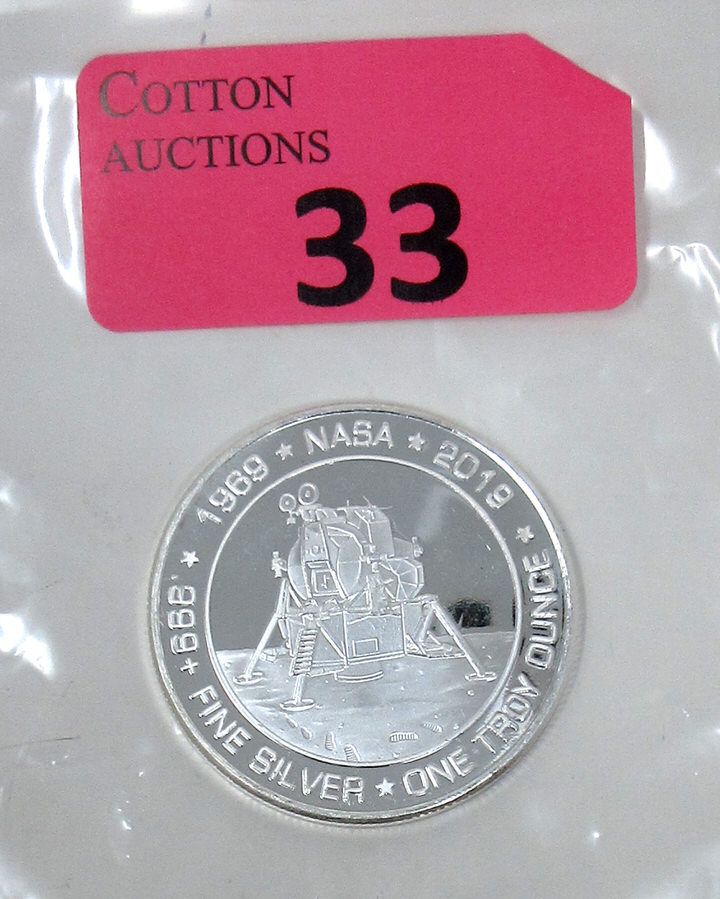 COTTON
AUCTIONS
33
1969 ★ NASA ★ 2019 ★
.999+ FINE SILVER ★ ONE TROY OUNCE ★